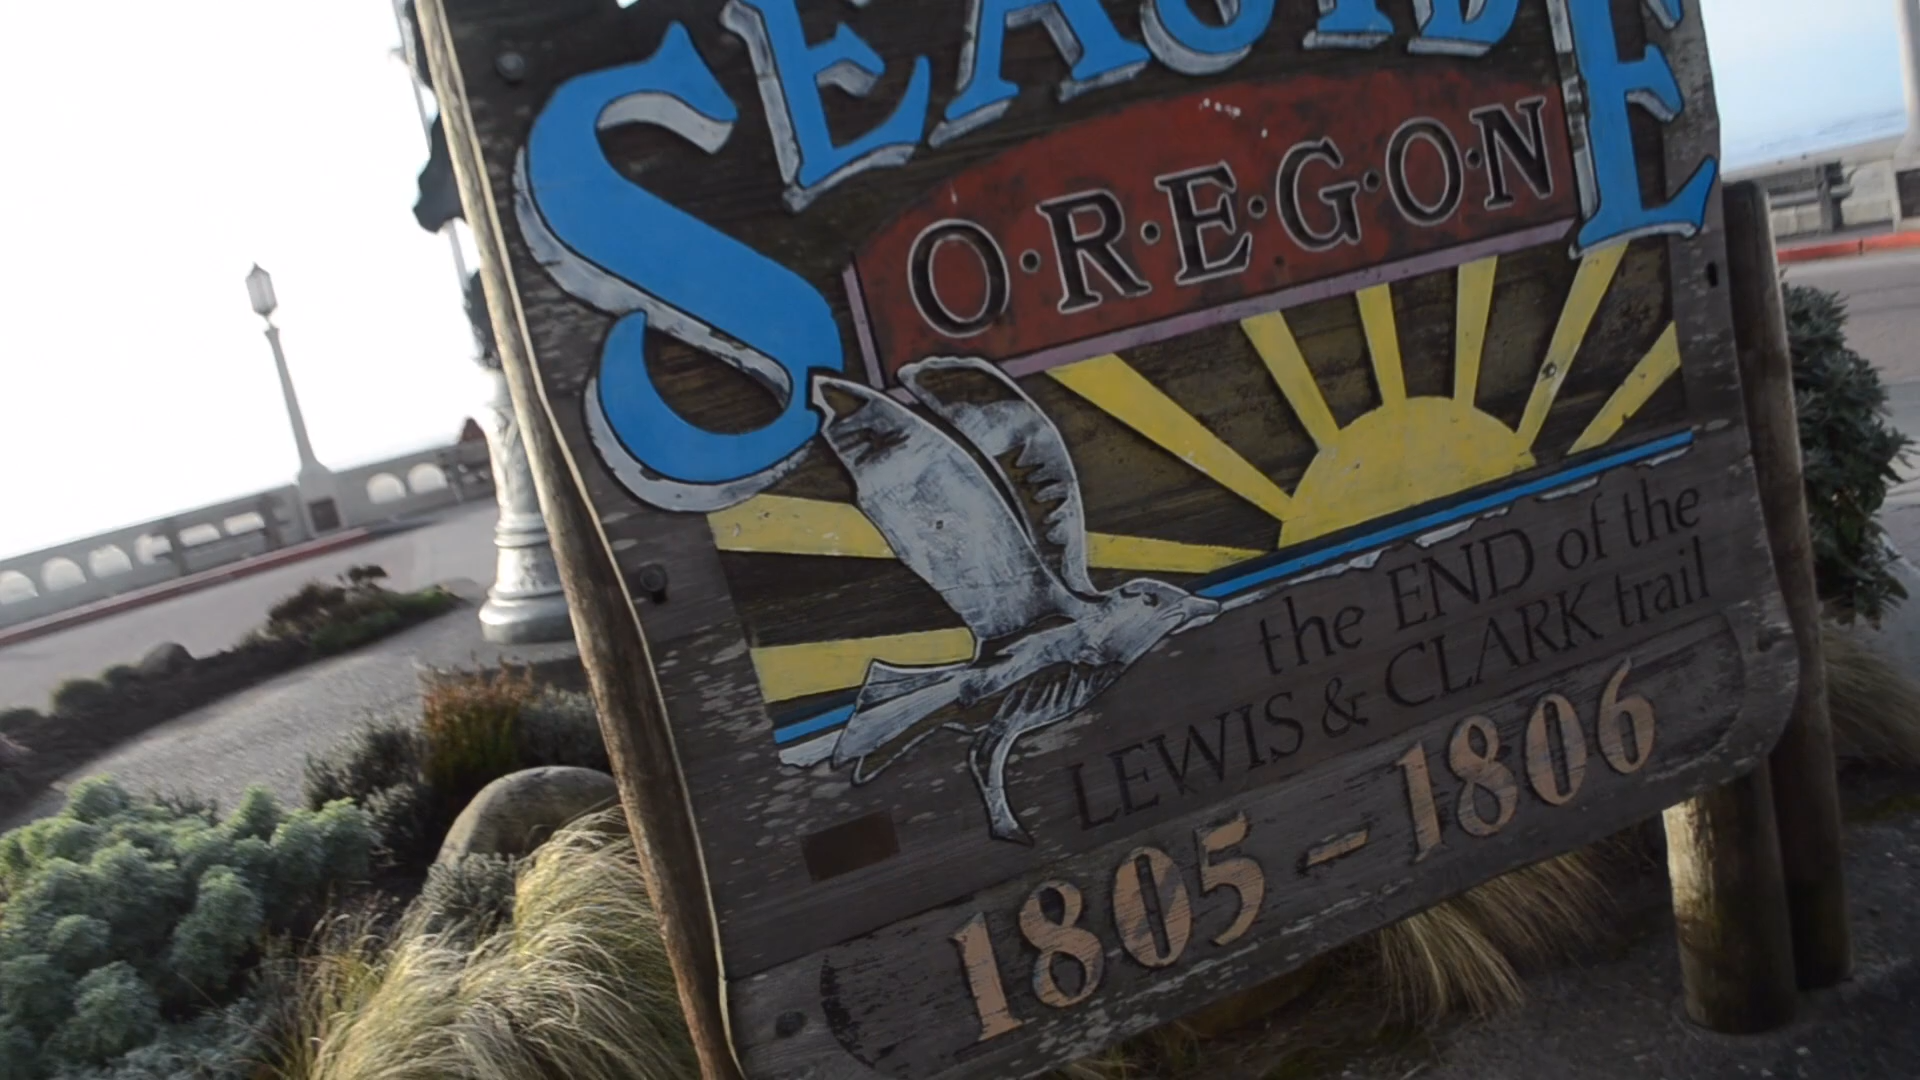 SEASIDE
O·R·E·G·O·N
the END of the
LEWIS & CLARK trail
1805-1806